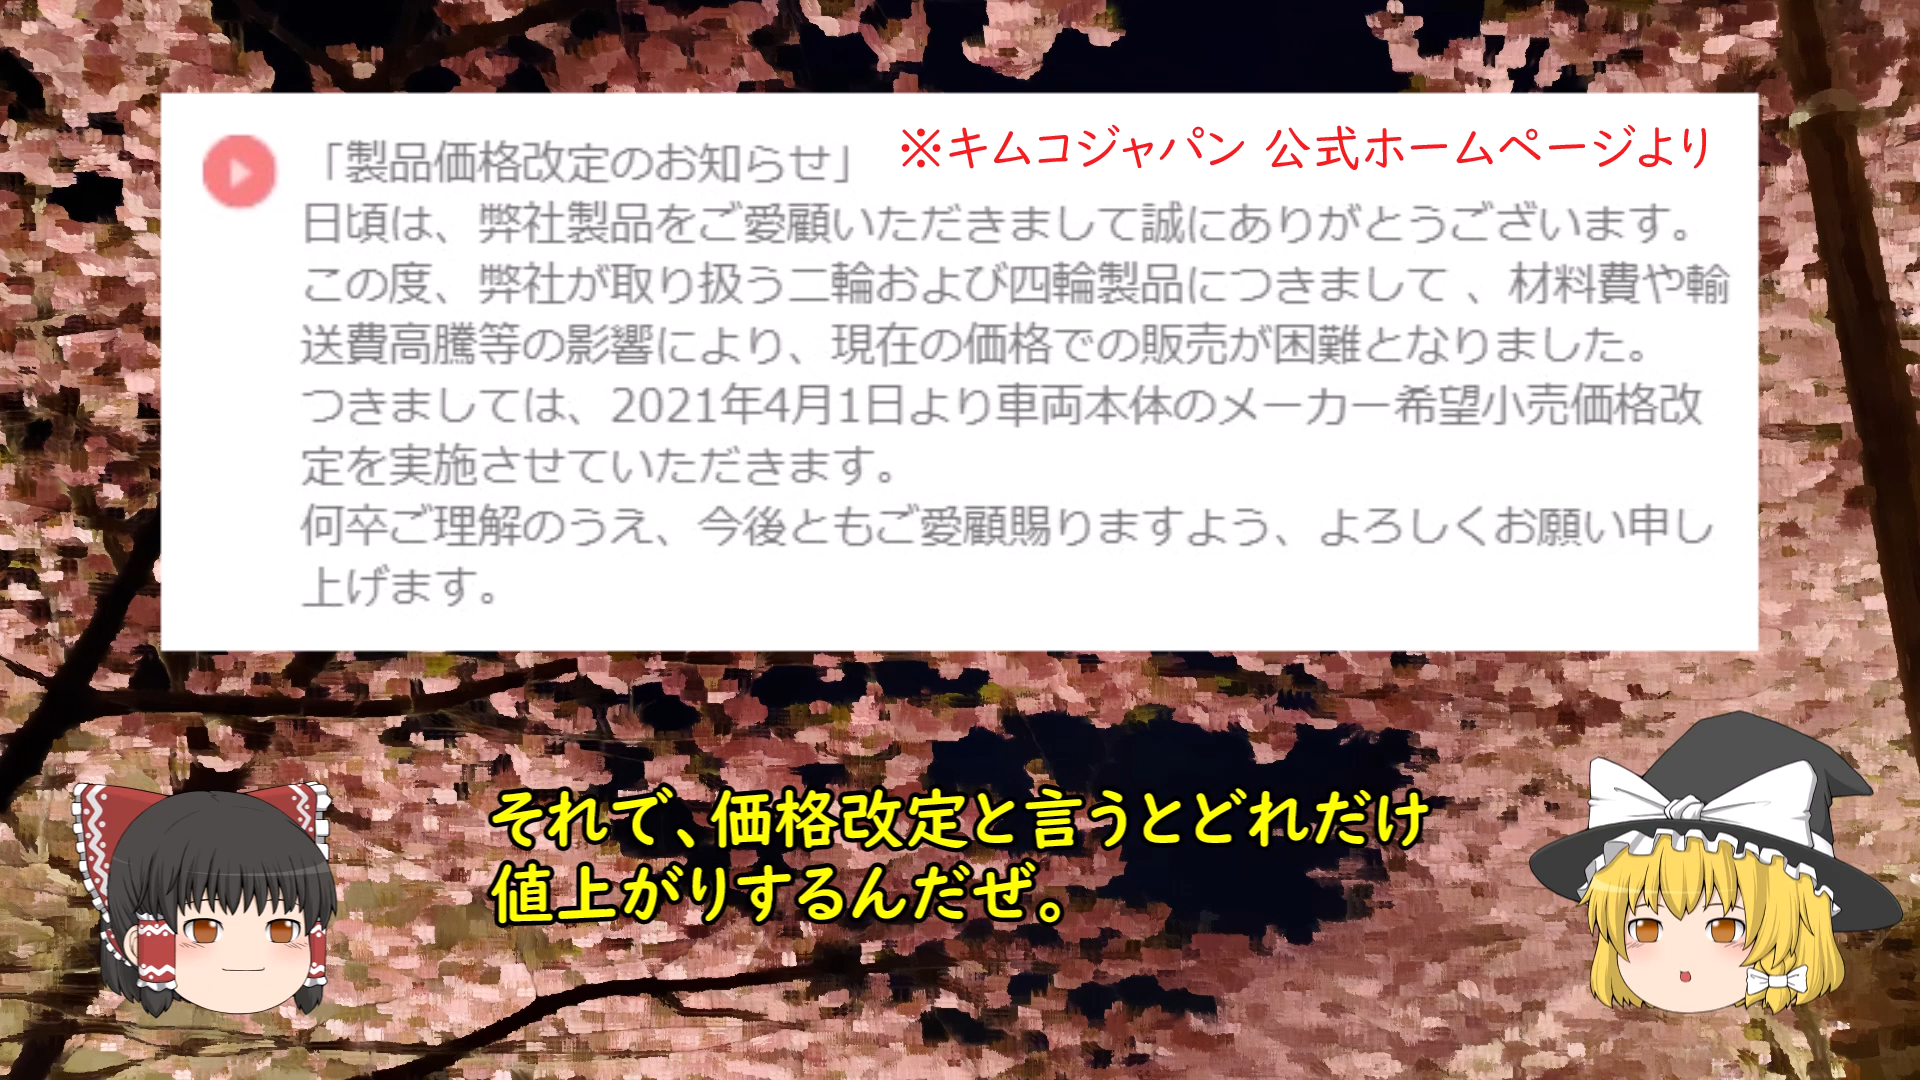 「製品価格改定のお知らせ」
※キムコジャパン 公式ホームページより
日頃は、弊社製品をご愛顧いただきまして誠にありがとうございます。
この度、弊社が取り扱う二輪および四輪製品につきまして 、材料費や輸
送費高騰等の影響により、現在の価格での販売が困難となりました。
つきましては、2021年4月1日より車両本体のメーカー希望小売価格改
定を実施させていただきます。
何卒ご理解のうえ、今後ともご愛顧賜りますよう、よろしくお願い申し
上げます。
それで、価格改定と言うとどれだけ
値上がりするんだぜ。